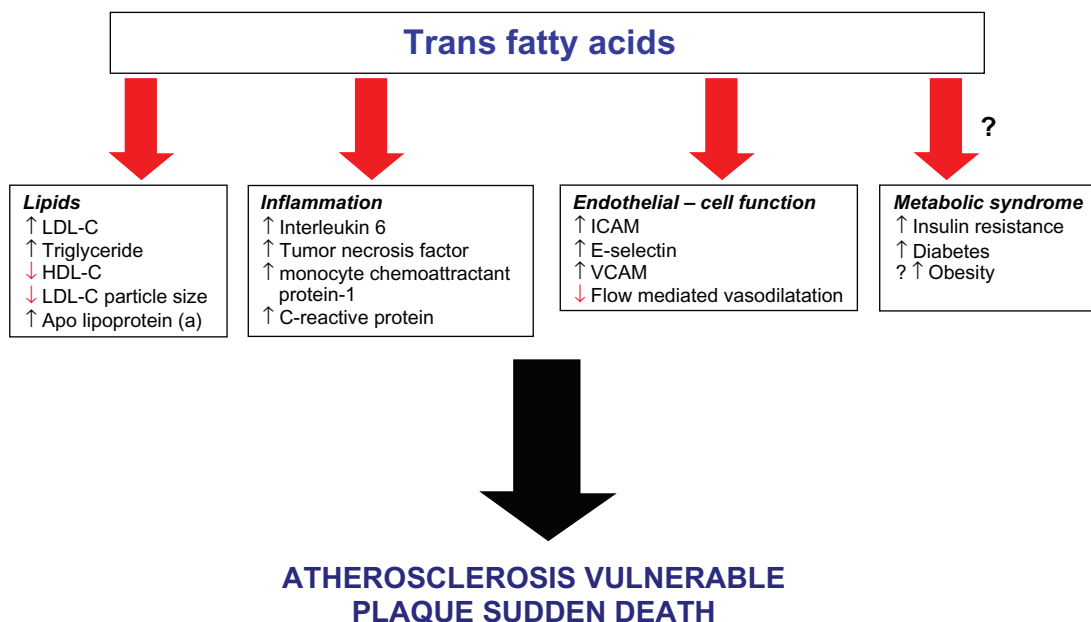 Trans fatty acids
?
Lipids
↑ LDL-C
↑ Triglyceride
↓ HDL-C
↓ LDL-C particle size
↑ Apo lipoprotein (a)
Inflammation
↑ Interleukin 6
↑ Tumor necrosis factor
↑ monocyte chemoattractant
protein-1
↑ C-reactive protein
Endothelial – cell function
↑ ICAM
↑ E-selectin
↑ VCAM
↓ Flow mediated vasodilatation
Metabolic syndrome
↑ Insulin resistance
↑ Diabetes
? ↑ Obesity
ATHEROSCLEROSIS VULNERABLE
PLAQUE SUDDEN DEATH